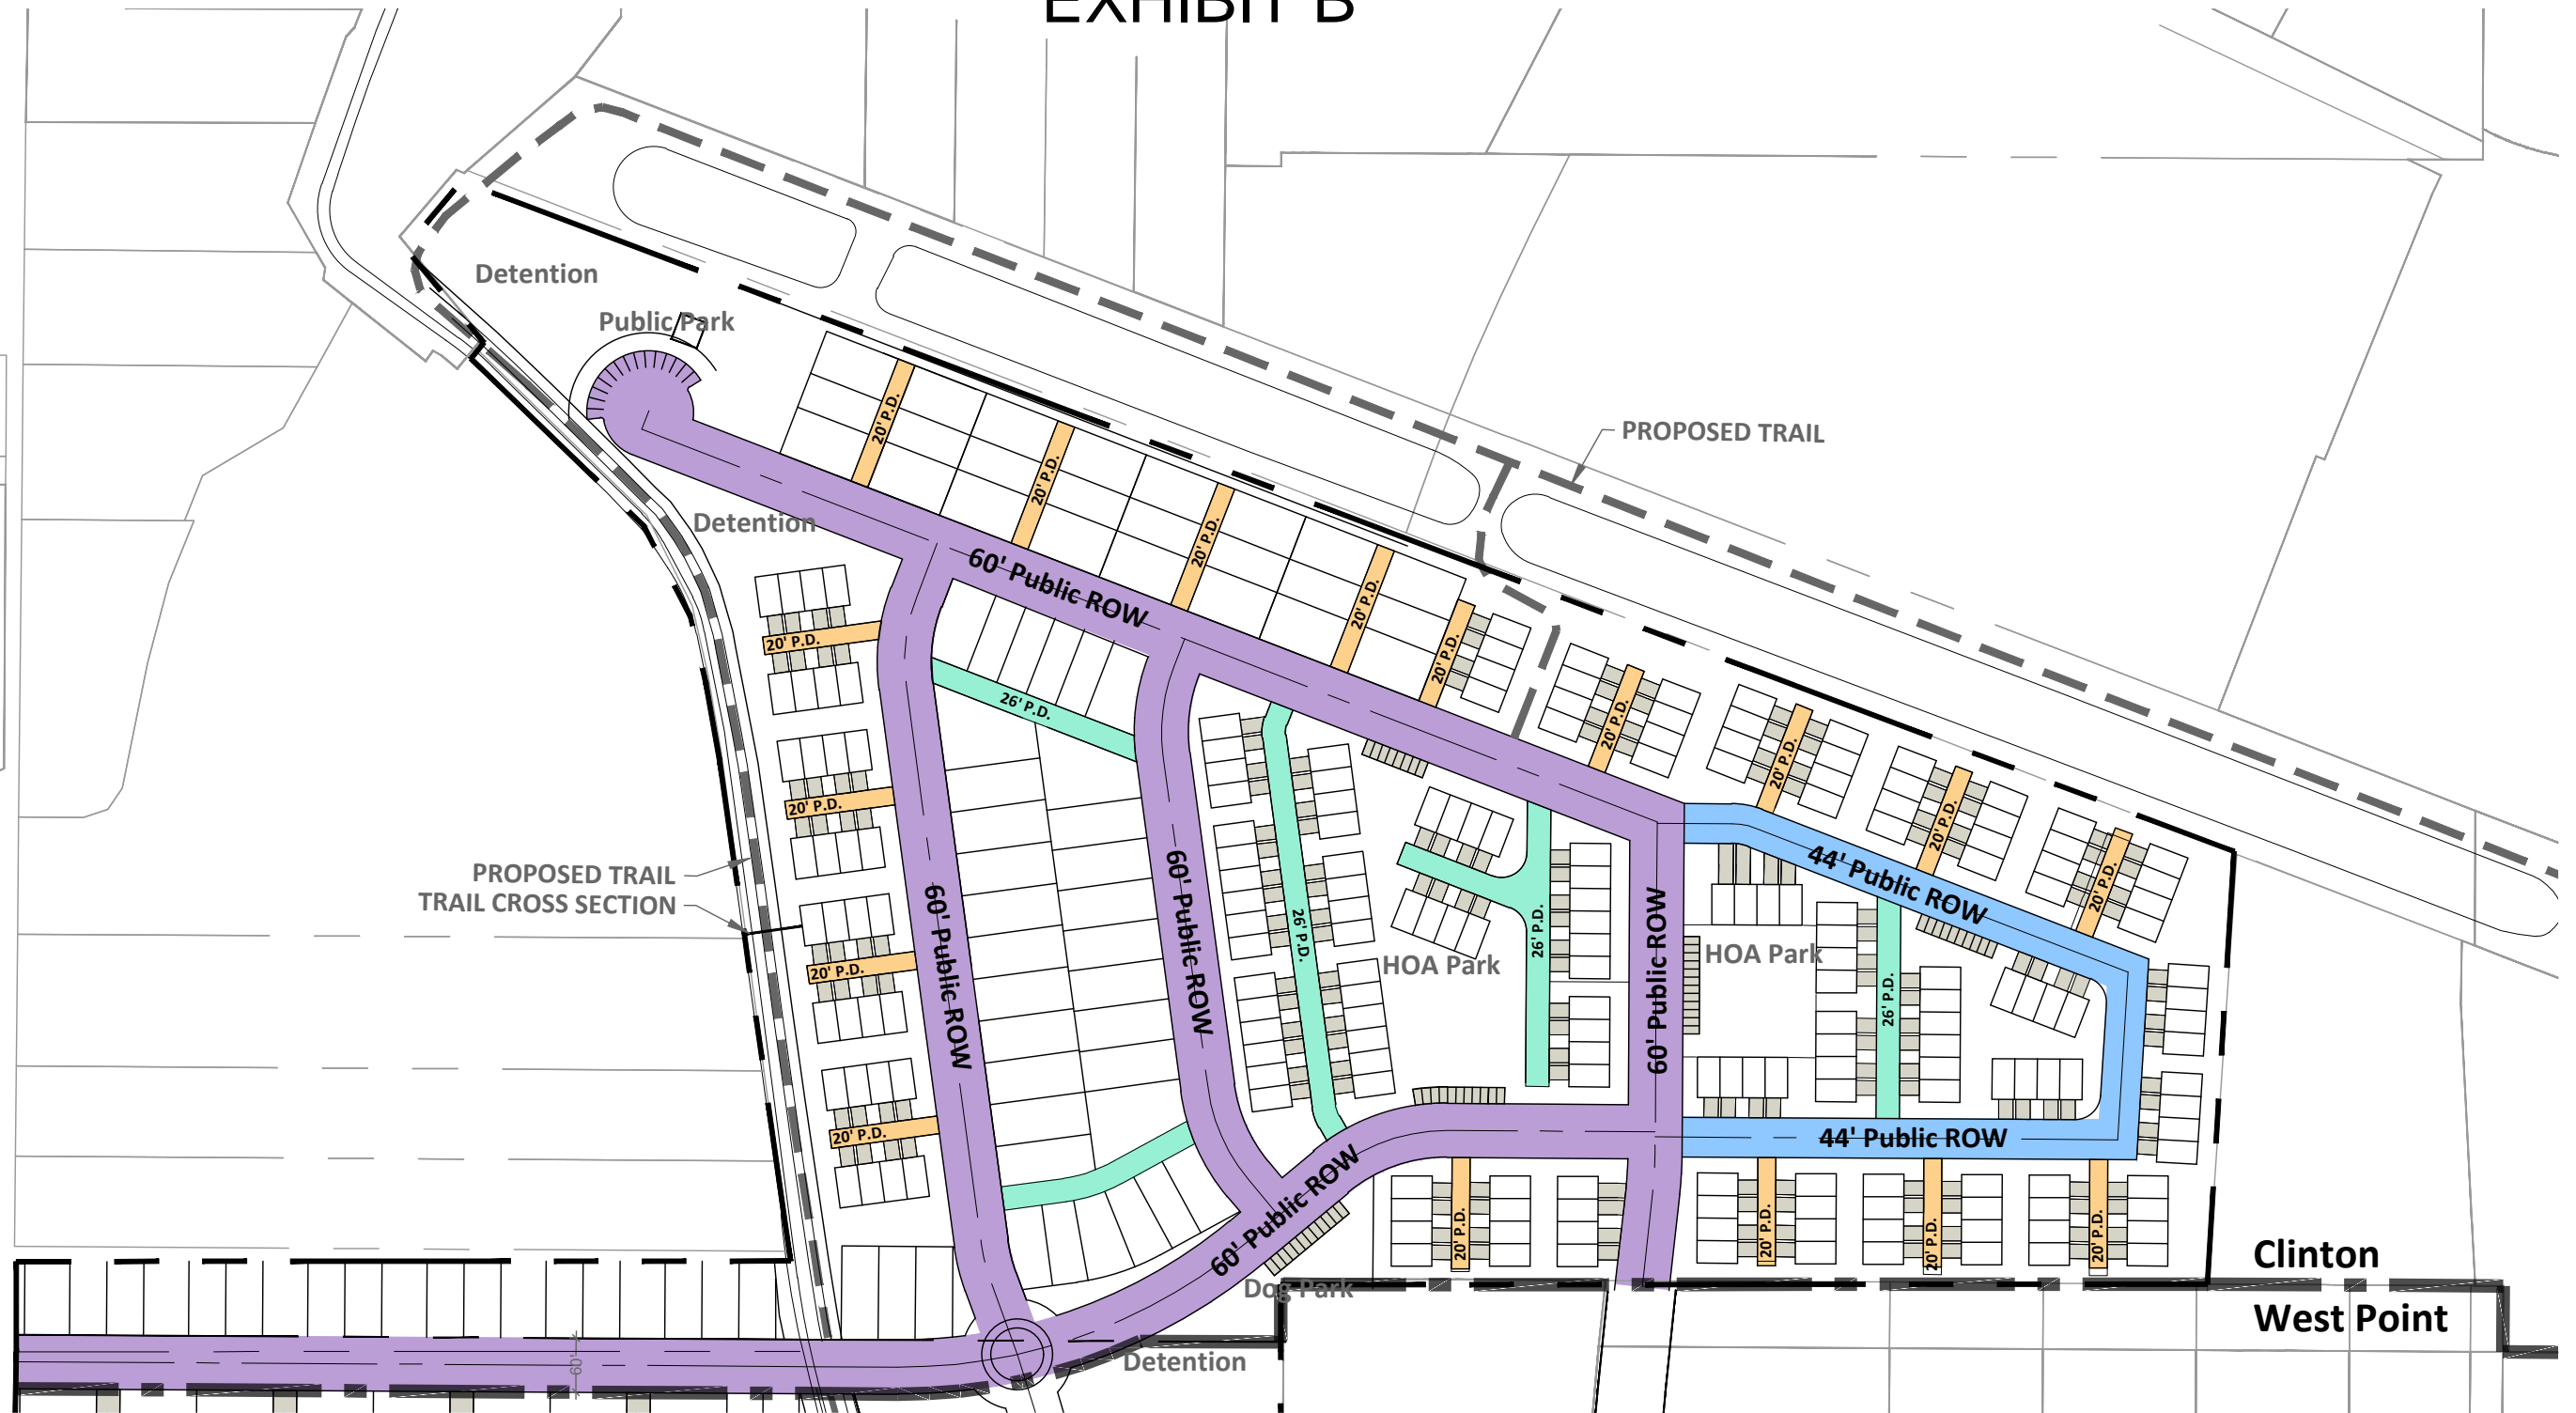 EXHIBIT B
Detention
Public Park
20' P.D.
20' P.D.
20' P.D.
20' P.D.
20' P.D.
PROPOSED TRAIL
Detention
60' Public ROW
20' P.D.
26' P.D.
20' P.D.
20' P.D.
20' P.D.
20' P.D.
20' P.D.
PROPOSED TRAIL
TRAIL CROSS SECTION
20' P.D.
20' P.D.
60' Public ROW
60' Public ROW
26' P.D.
HOA Park
26' P.D.
60' Public ROW
HOA Park
44' Public ROW
26' P.D.
44' Public ROW
60' Public ROW
20' P.D.
20' P.D.
20' P.D.
20' P.D.
Dog Park
Clinton
West Point
Detention
60'